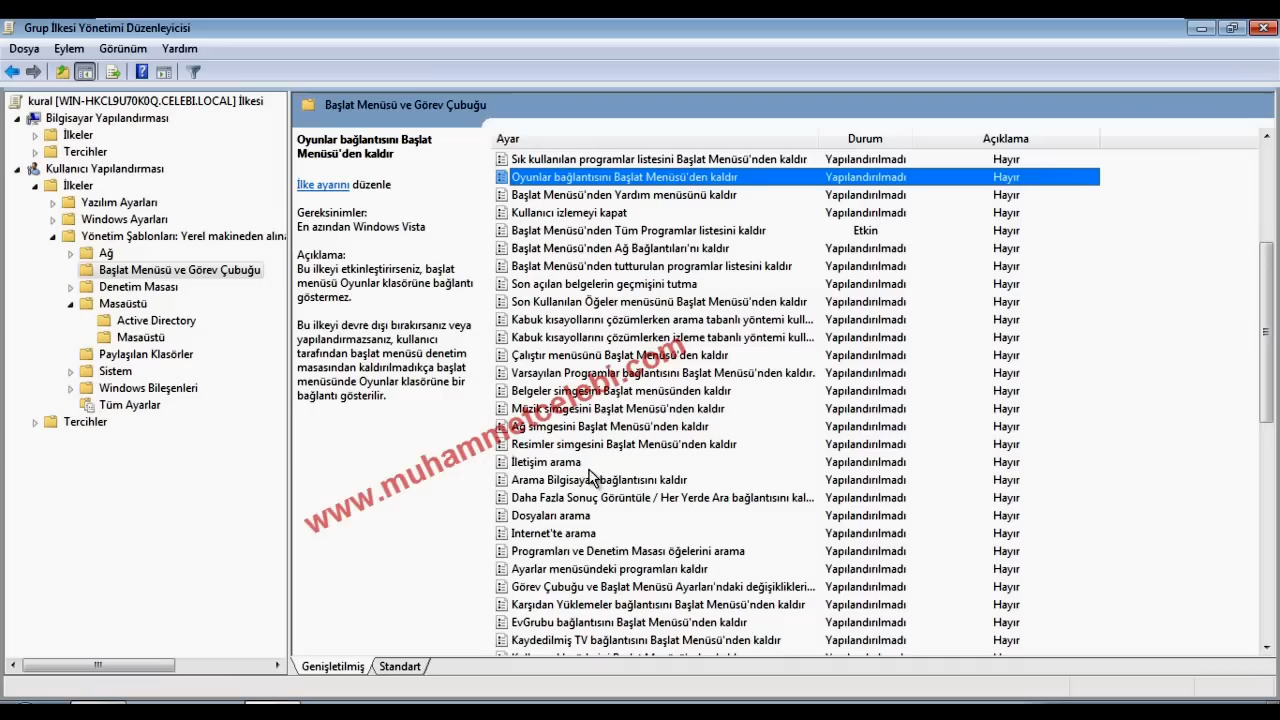 Grup İlkesi Yönetimi Düzenleyicisi
Dosya Eylem Görünüm Yardım
kural [WIN-HKCL9U70K0Q.CELEBI.LOCAL] İlkesi
Bilgisayar Yapılandırması
İlkeler
Tercihler
Kullanıcı Yapılandırması
İlkeler
Yazılım Ayarları
Windows Ayarları
Yönetim Şablonları: Yerel makineden alına
Ağ
Başlat Menüsü ve Görev Çubuğu
Denetim Masası
Masaüstü
Active Directory
Masaüstü
Paylaşılan Klasörler
Sistem
Windows Bileşenleri
Tüm Ayarlar
Tercihler
Başlat Menüsü ve Görev Çubuğu
Oyunlar bağlantısını Başlat
Menüsü'den kaldır
İlke ayarını düzenle
Gereksinimler:
En azından Windows Vista
Açıklama:
Bu ilkeyi etkinleştirirseniz, başlat
menüsü Oyunlar klasörüne bağlantı
göstermez.
Bu ilkeyi devre dışı bırakırsanız veya
yapılandırmazsanız, kullanıcı
tarafından başlat menüsü denetim
masasından kaldırılmadıkça başlat
menüsünde Oyunlar klasörüne bir
bağlantı gösterilir.
Ayar Durum Açıklama
Sık kullanılan programlar listesini Başlat Menüsü'nden kaldır Yapılandırılmadı Hayır
Oyunlar bağlantısını Başlat Menüsü'den kaldır Yapılandırılmadı Hayır
Başlat Menüsü'nden Yardım menüsünü kaldır Yapılandırılmadı Hayır
Kullanıcı izlemeyi kapat Yapılandırılmadı Hayır
Başlat Menüsü'nden Tüm Programlar listesini kaldır Etkin Hayır
Başlat Menüsü'nden Ağ Bağlantıları'nı kaldır Yapılandırılmadı Hayır
Başlat Menüsü'nden tutturulan programlar listesini kaldır Yapılandırılmadı Hayır
Son açılan belgelerin geçmişini tutma Yapılandırılmadı Hayır
Son Kullanılan Öğeler menüsünü Başlat Menüsü'nden kaldır Yapılandırılmadı Hayır
Kabuk kısayollarını çözümlerken arama tabanlı yöntemi kull... Yapılandırılmadı Hayır
Kabuk kısayollarını çözümlerken izleme tabanlı yöntemi kull... Yapılandırılmadı Hayır
Çalıştır menüsünü Başlat Menüsü'den kaldır Yapılandırılmadı Hayır
Varsayılan Programlar bağlantısını Başlat Menüsü'nden kaldır. Yapılandırılmadı Hayır
Belgeler simgesini Başlat menüsünden kaldır Yapılandırılmadı Hayır
Müzik simgesini Başlat Menüsü'nden kaldır Yapılandırılmadı Hayır
Ağ simgesini Başlat Menüsü'nden kaldır Yapılandırılmadı Hayır
Resimler simgesini Başlat Menüsü'nden kaldır Yapılandırılmadı Hayır
İletişim arama Yapılandırılmadı Hayır
Arama Bilgisayar bağlantısını kaldır Yapılandırılmadı Hayır
Daha Fazla Sonuç Görüntüle / Her Yerde Ara bağlantısını kal... Yapılandırılmadı Hayır
Dosyaları arama Yapılandırılmadı Hayır
Internet'te arama Yapılandırılmadı Hayır
Programları ve Denetim Masası öğelerini arama Yapılandırılmadı Hayır
Ayarlar menüsündeki programları kaldır Yapılandırılmadı Hayır
Görev Çubuğu ve Başlat Menüsü Ayarları'ndaki değişiklikleri... Yapılandırılmadı Hayır
Karşıdan Yüklemeler bağlantısını Başlat Menüsü'nden kaldır Yapılandırılmadı Hayır
EvGrubu bağlantısını Başlat Menüsü'nden kaldır Yapılandırılmadı Hayır
Kaydedilmiş TV bağlantısını Başlat Menüsü'nden kaldır Yapılandırılmadı Hayır
www.muhammetcelebi.com
Genişletilmiş Standart